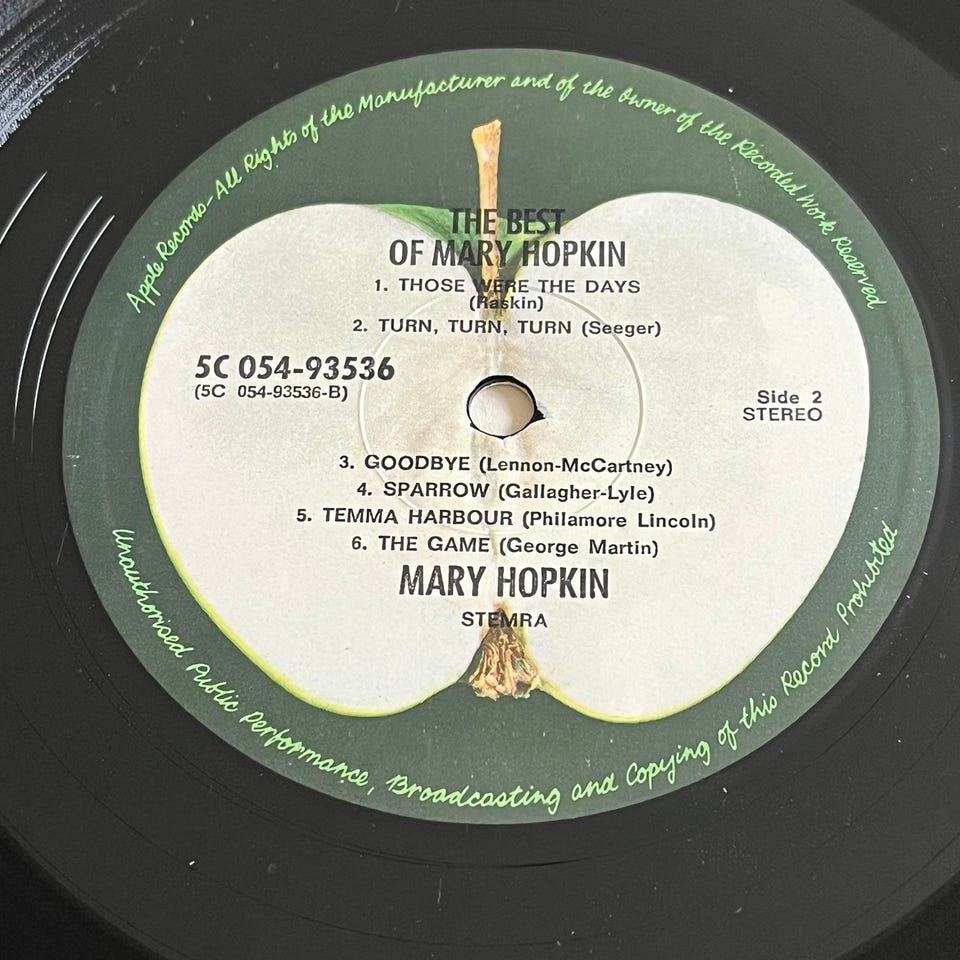 Apple Records-All Rights of the Manufacturer and of the Owner of the Recorded Work Reserved
THE BEST
OF MARY HOPKIN
1. THOSE WERE THE DAYS
(Raskin)
2. TURN, TURN, TURN (Seeger)
5C 054-93536
(5C 054-93536-B)
Side 2
STEREO
3. GOODBYE (Lennon-McCartney)
4. SPARROW (Gallagher-Lyle)
5. TEMMA HARBOUR (Philamore Lincoln)
6. THE GAME (George Martin)
MARY HOPKIN
STEMRA
Unauthorised Public Performance, Broadcasting and Copying of this Record Prohibited